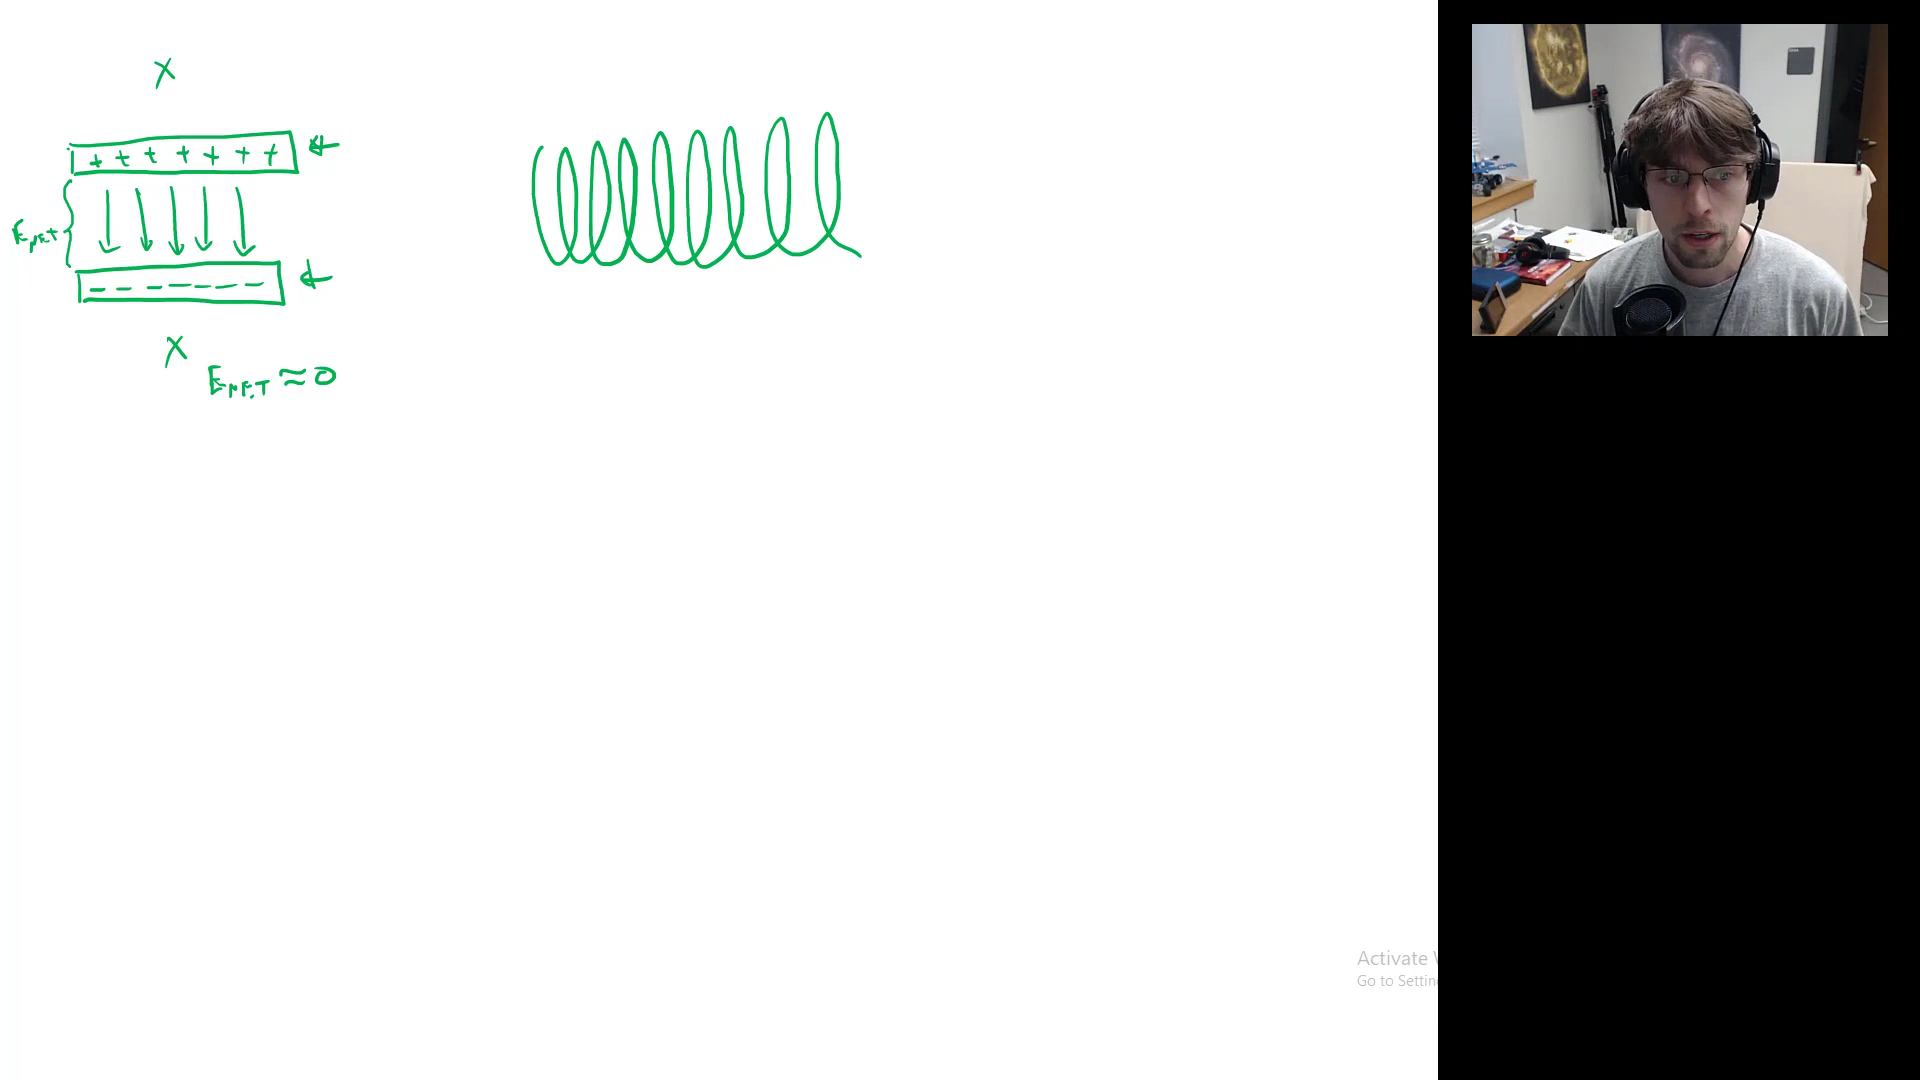 X
+ + + + + + +
E_NET
- - - - - - -
X
E_NET ≈ 0
Activate W
Go to Settin